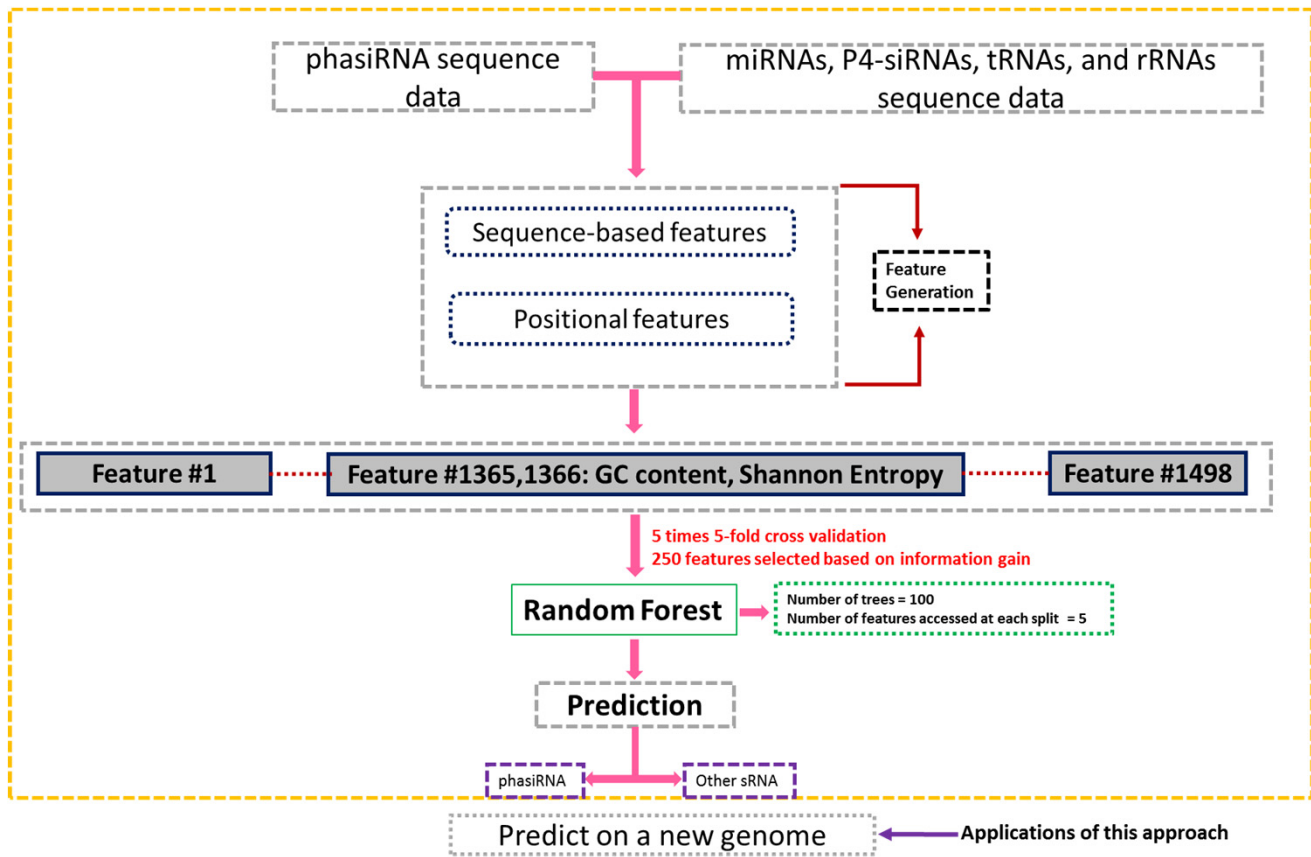 phasiRNA sequence
data
miRNAs, P4-siRNAs, tRNAs, and rRNAs
sequence data
Sequence-based features
Positional features
Feature
Generation
Feature #1
Feature #1365,1366: GC content, Shannon Entropy
Feature #1498
5 times 5-fold cross validation
250 features selected based on information gain
Random Forest
Number of trees = 100
Number of features accessed at each split = 5
Prediction
phasiRNA
Other sRNA
Predict on a new genome
Applications of this approach